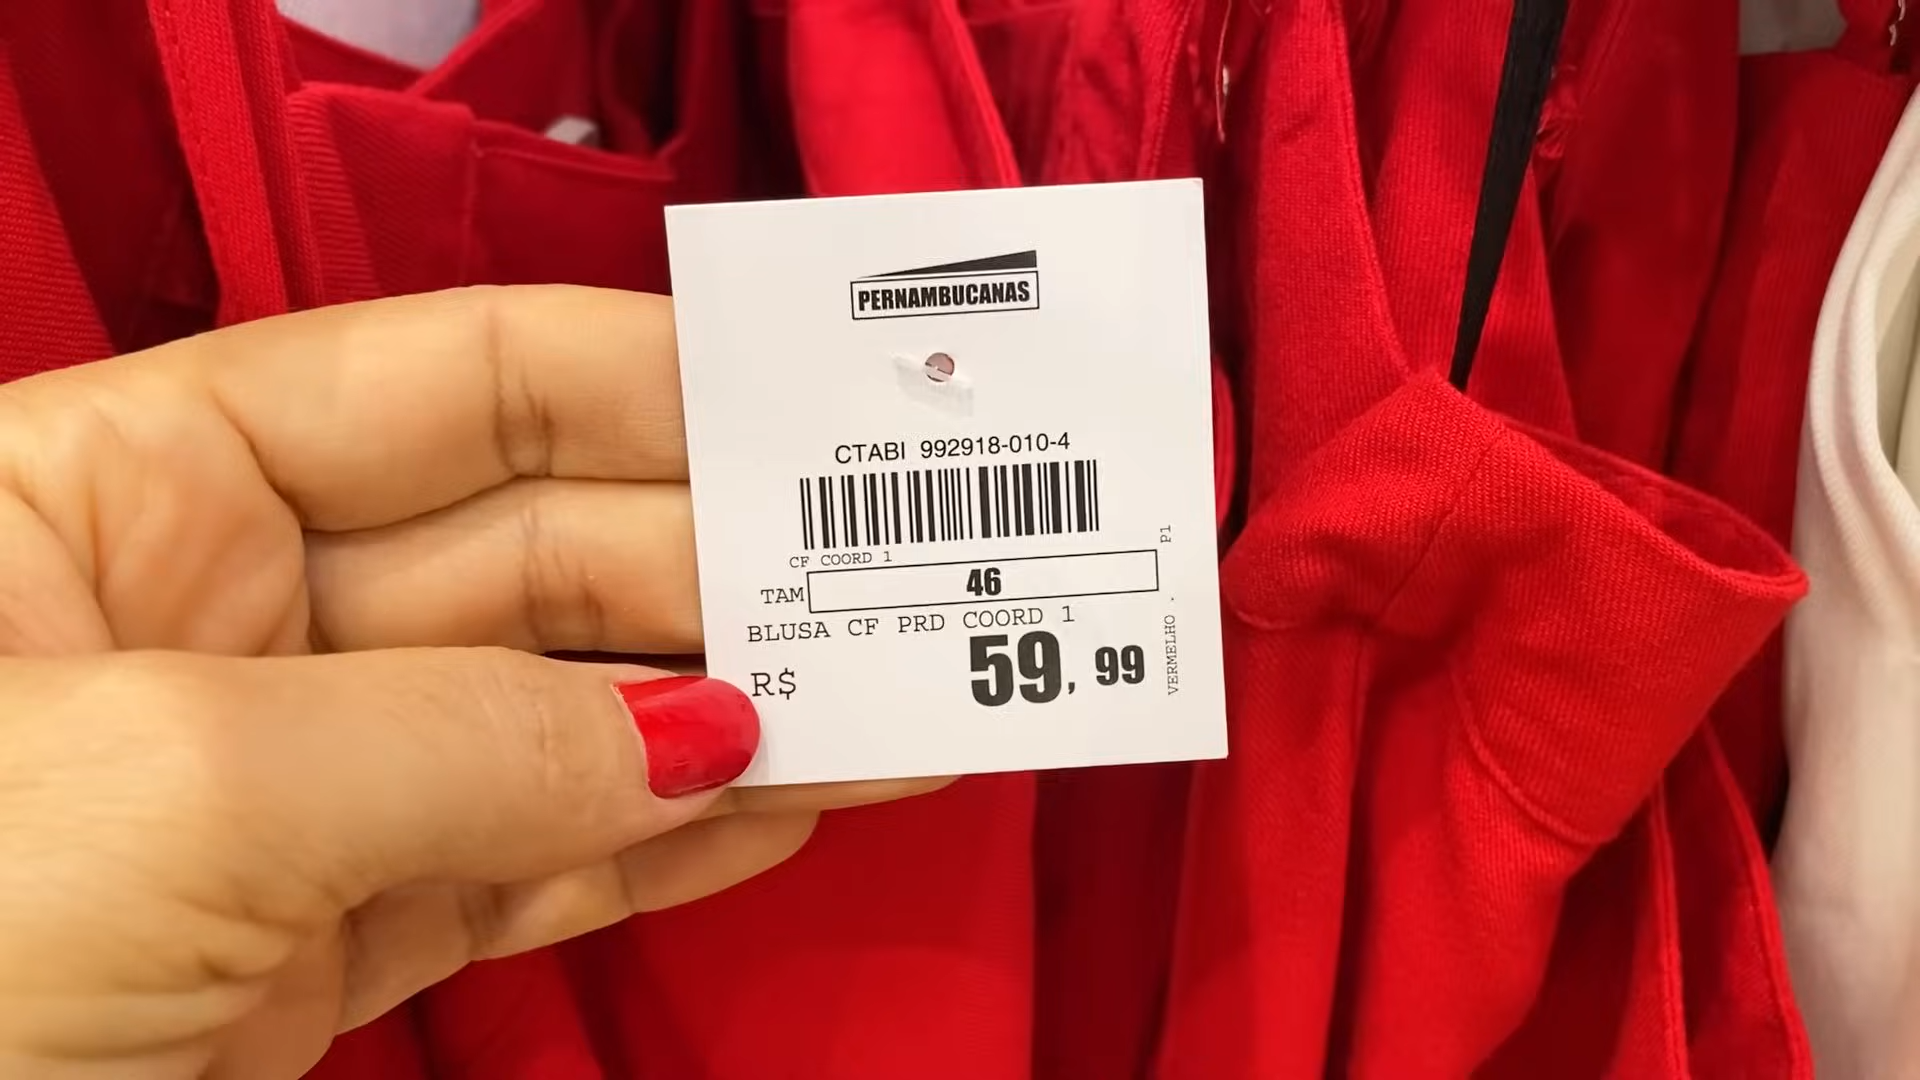 PERNAMBUCANAS
CTABI 992918-010-4
CF COORD 1
P1
TAM 46
BLUSA CF PRD COORD 1
R$ 59,99
VERMELHO .